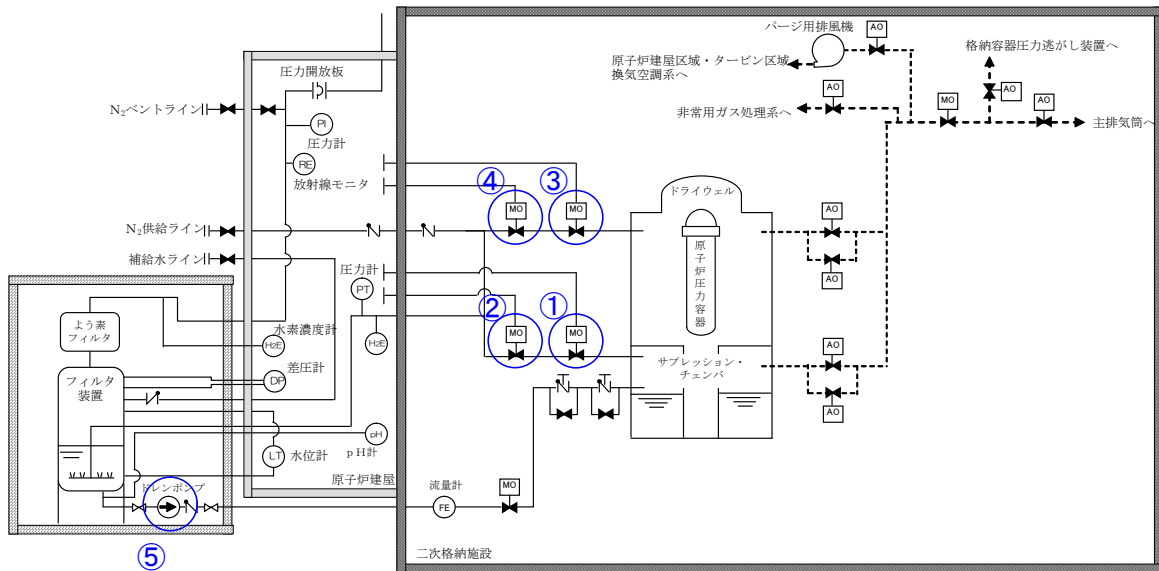 パージ用排風機
AO
格納容器圧力逃がし装置へ
原子炉建屋区域・タービン区域
換気空調系へ
AO
AO
MO
AO
非常用ガス処理系へ
主排気筒へ
圧力開放板
N₂ベントライン
PI
圧力計
RE
放射線モニタ
④
③
MO
MO
ドライウェル
原子炉圧力容器
AO
AO
N₂供給ライン
補給水ライン
圧力計
PT
②
①
MO
MO
よう素
フィルタ
水素濃度計
H2E
H2E
サプレッション・
チェンバ
AO
AO
差圧計
DP
フィルタ
装置
pH
pH計
LT
水位計
原子炉建屋
ドレンポンプ
流量計
FE
MO
⑤
二次格納施設